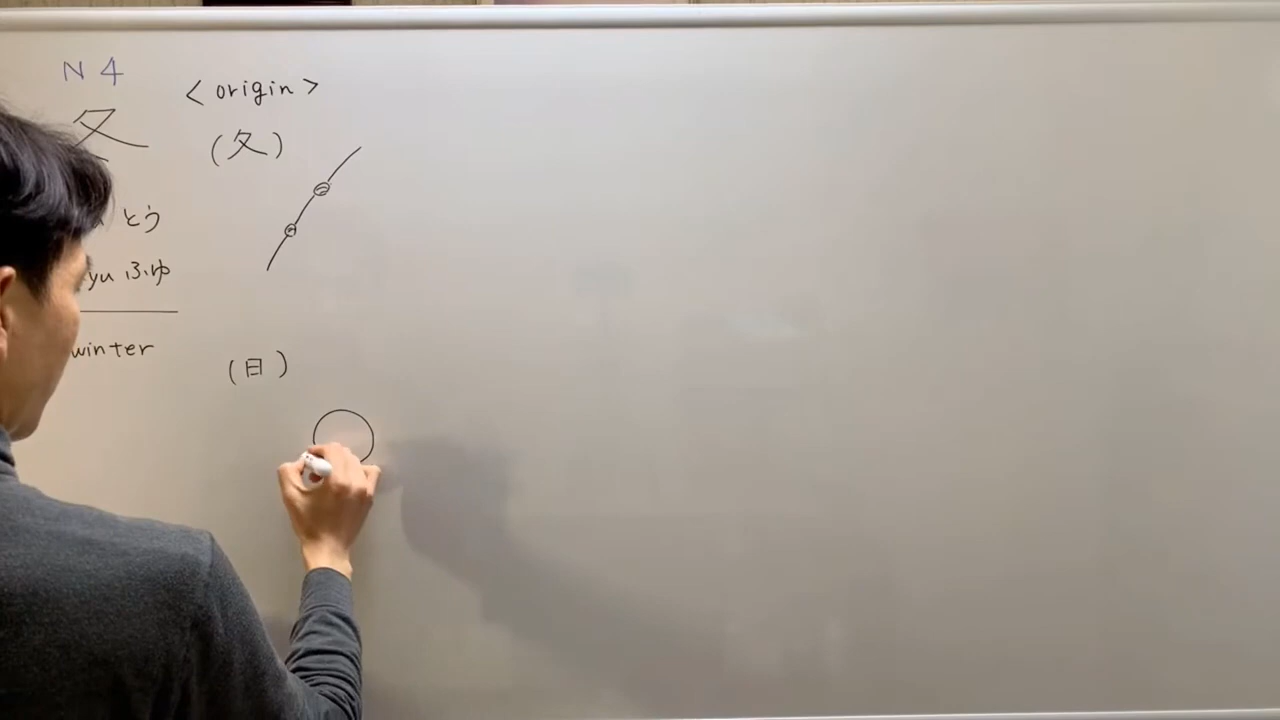 N4
<origin>
冬
(夂)
とう
yu ふゆ
winter
(日)